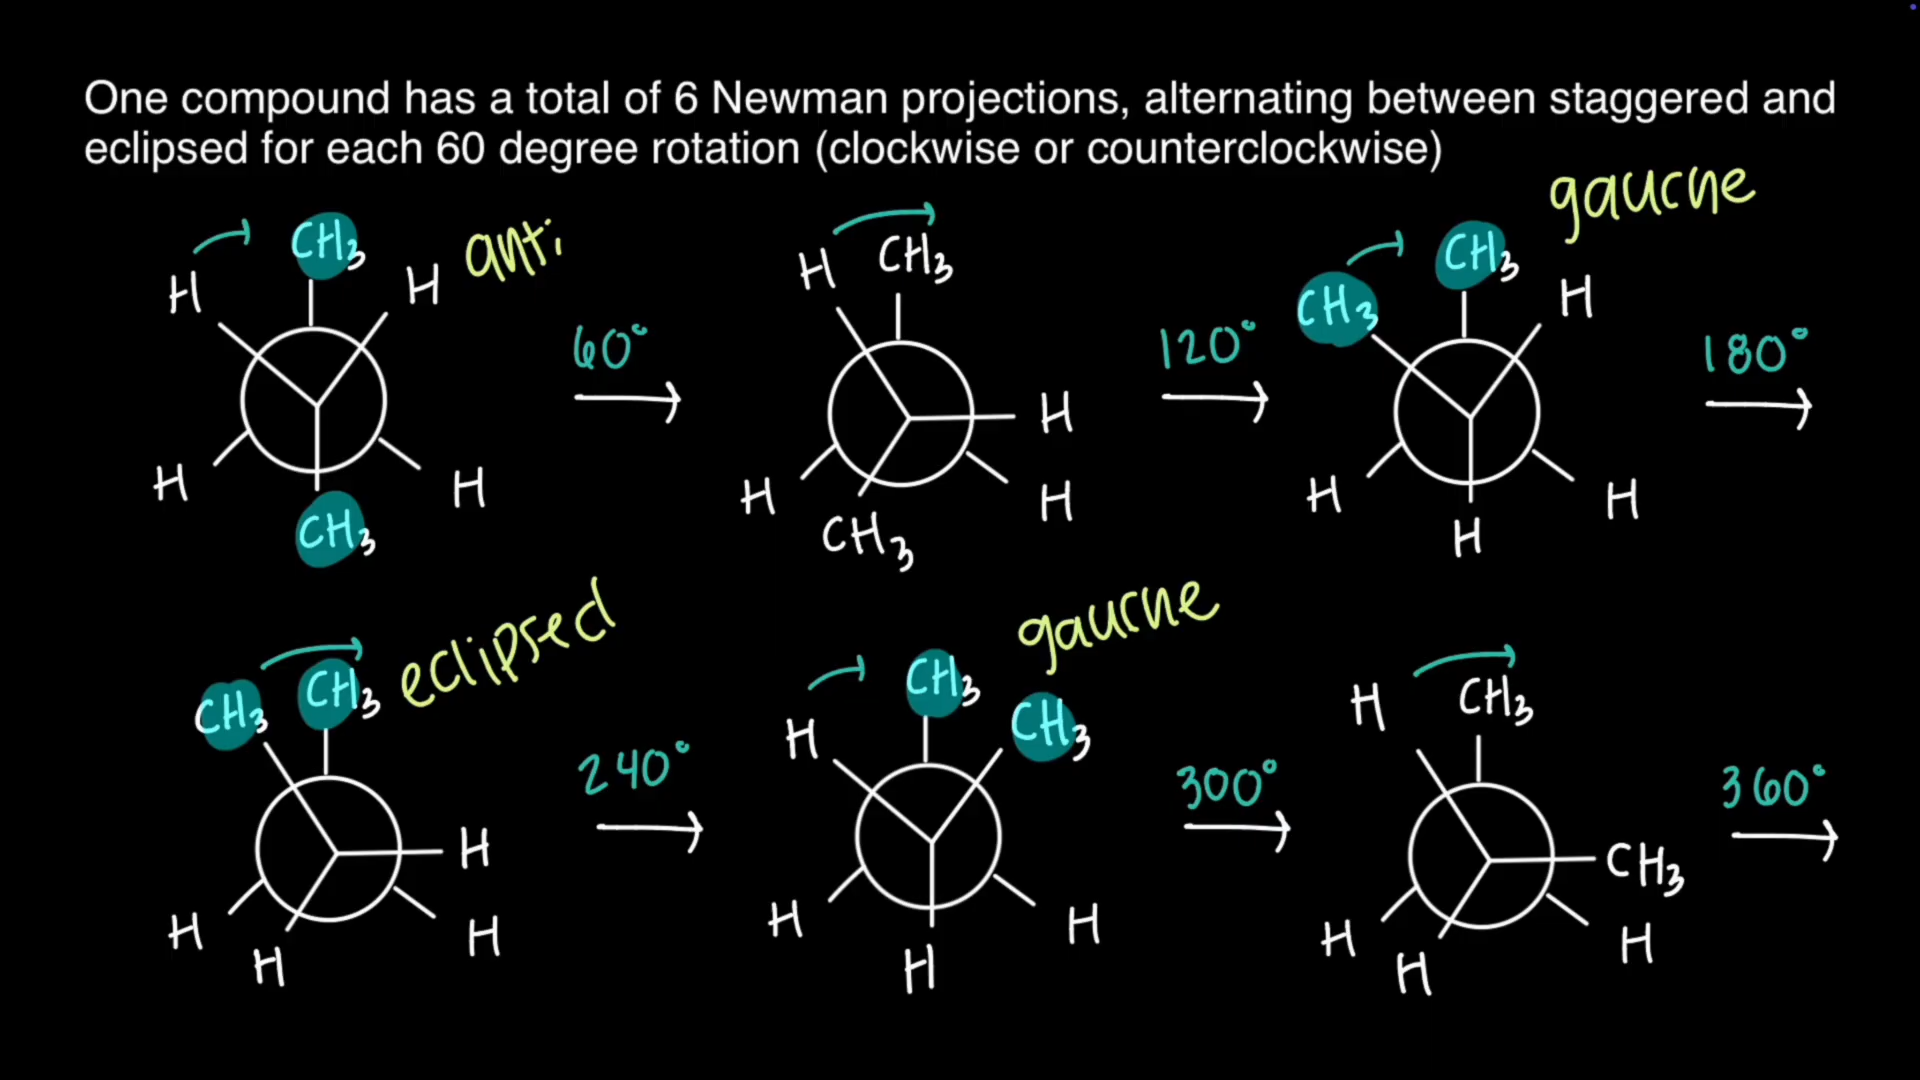 One compound has a total of 6 Newman projections, alternating between staggered and
eclipsed for each 60 degree rotation (clockwise or counterclockwise)
H CH₃ H anti
H CH₃ H
60°
H CH₃
H
H CH₃ H
120°
gauche
CH₃ CH₃ H
H H H
180°
CH₃ CH₃ eclipsed
H
H H H
240°
gauche
H CH₃ CH₃
H H H
300°
H CH₃
CH₃
H H H
360°